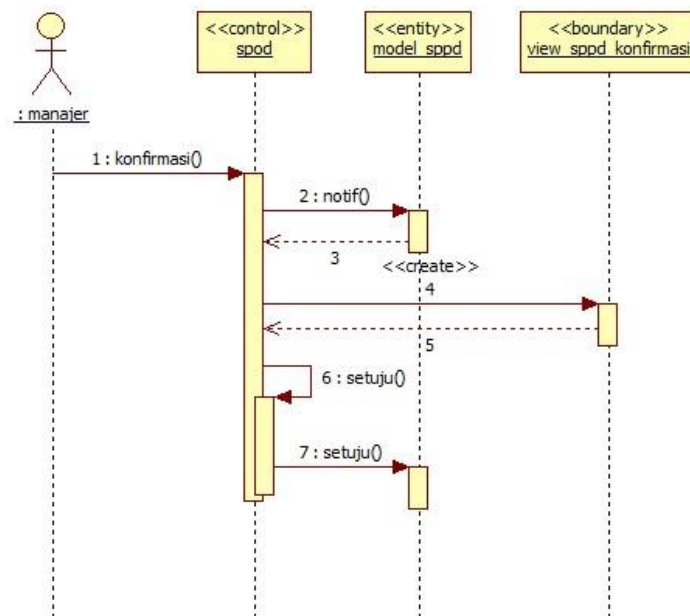 <<control>>
spod
<<entity>>
model_sppd
<<boundary>>
view_sppd_konfirmasi
: manajer
1 : konfirmasi()
2 : notif()
3
<<create>>
4
5
6 : setuju()
7 : setuju()